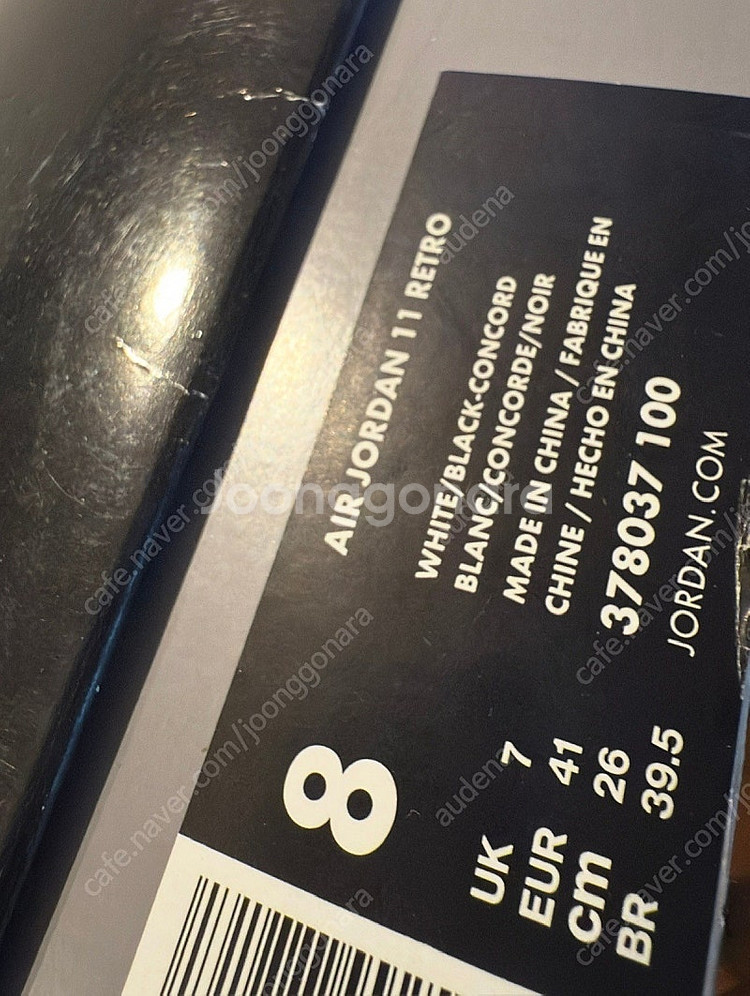 AIR JORDAN 11 RETRO
WHITE/BLACK-CONCORD
BLANC/CONCORDE/NOIR
MADE IN CHINA / FABRIQUE EN
CHINE / HECHO EN CHINA
378037 100
JORDAN.COM
8
UK 7
EUR 41
cm 26
BR 39.5
Joonggonara
cafe.naver.com/joonggonara
audena